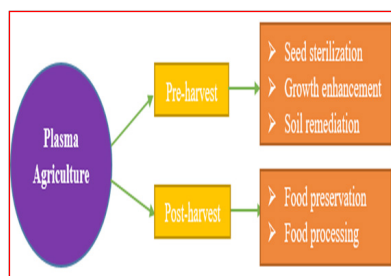 Plasma
Agriculture
Pre-harvest
Seed sterilization
Growth enhancement
Soil remediation
Post-harvest
Food preservation
Food processing